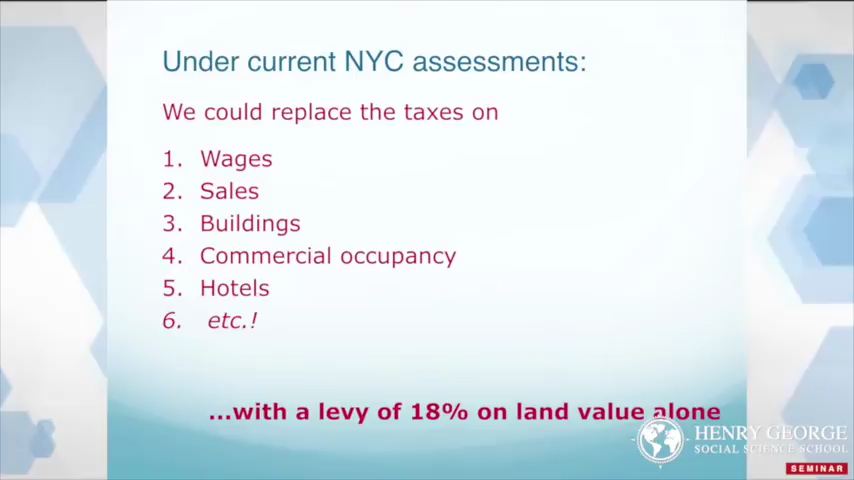 Under current NYC assessments:
We could replace the taxes on
1. Wages
2. Sales
3. Buildings
4. Commercial occupancy
5. Hotels
6. etc.!
...with a levy of 18% on land value alone
HENRY GEORGE
SOCIAL SCIENCE SCHOOL
SEMINAR